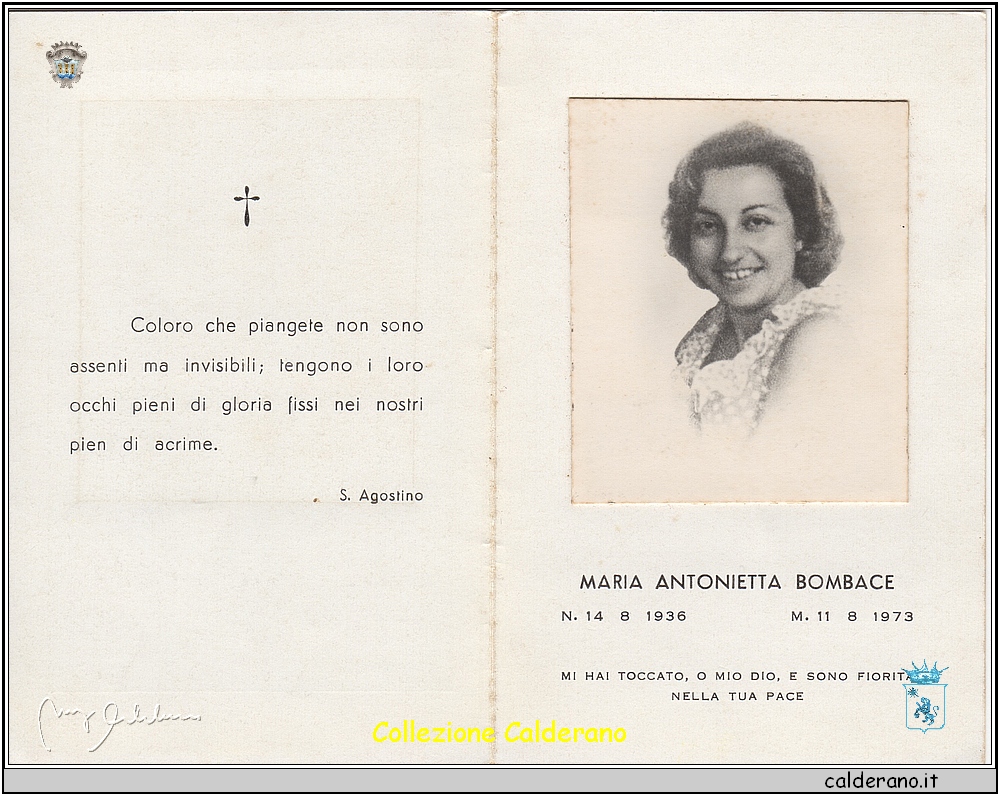 Coloro che piangete non sono
assenti ma invisibili; tengono i loro
occhi pieni di gloria fissi nei nostri
pien di acrime.
S. Agostino
MARIA ANTONIETTA BOMBACE
N. 14 8 1936 M. 11 8 1973
MI HAI TOCCATO, O MIO DIO, E SONO FIORITA
NELLA TUA PACE
Collezione Calderano
calderano.it